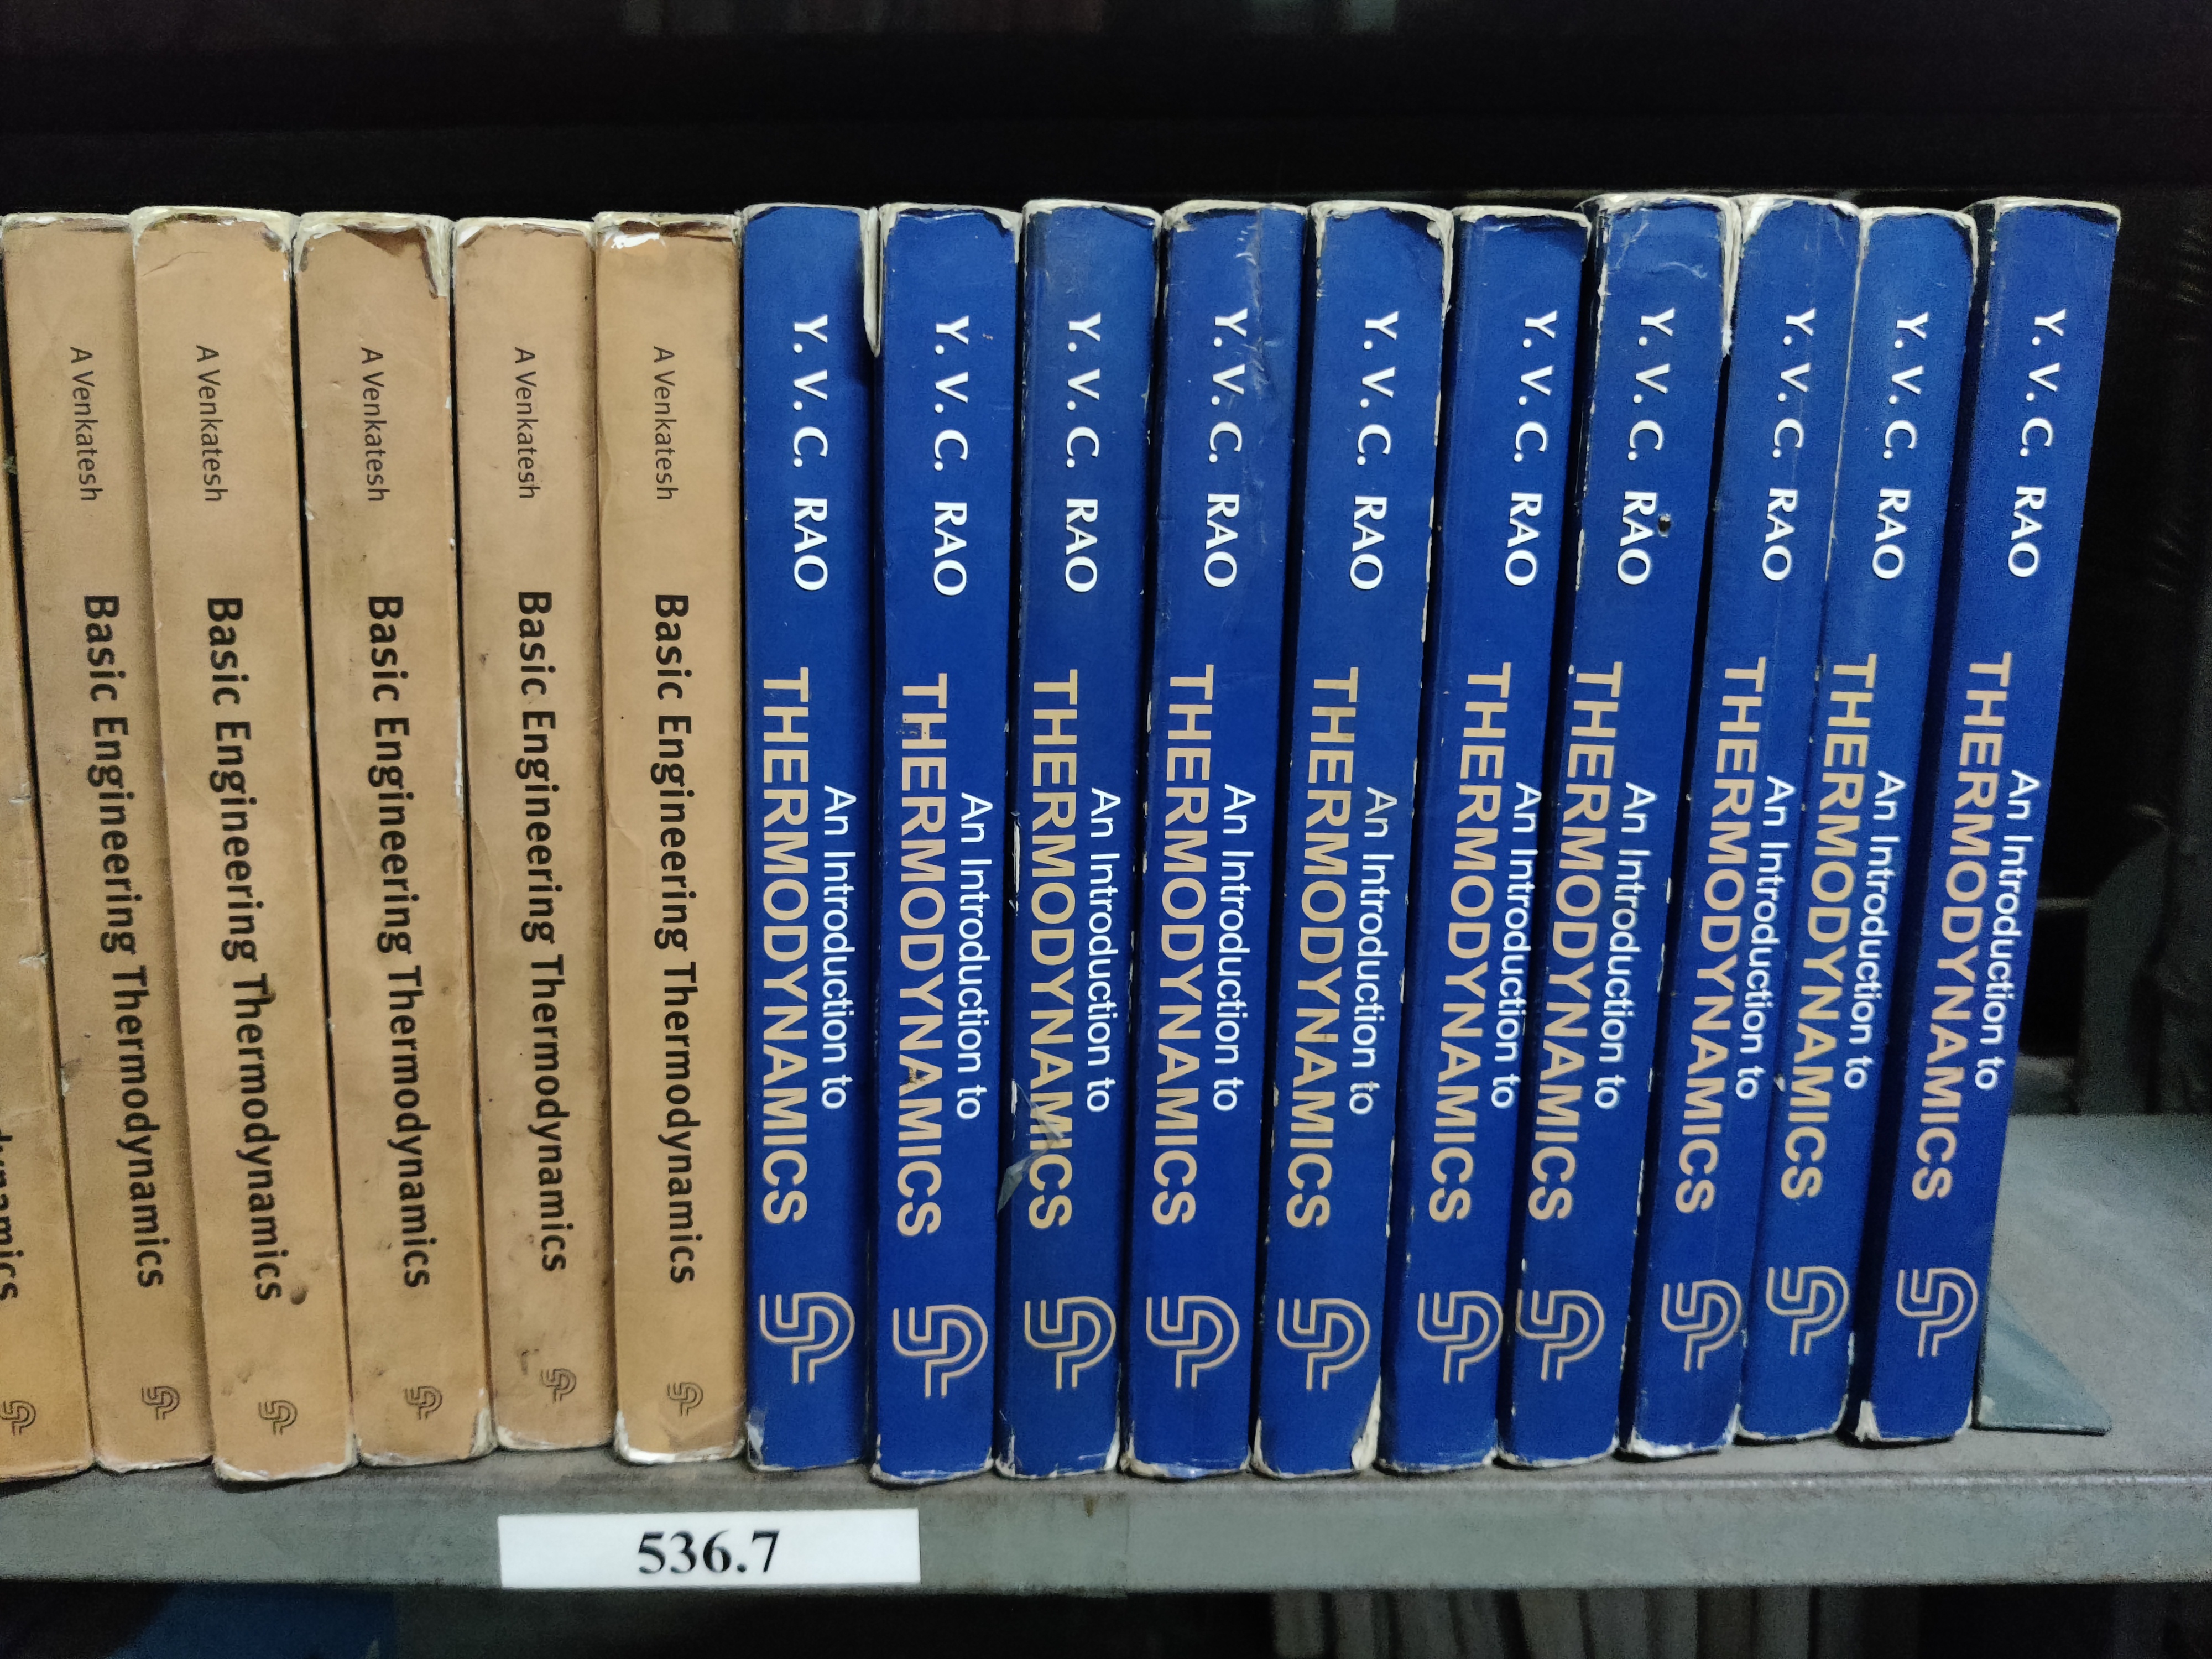 A Venkatesh
Basic Engineering Thermodynamics
A Venkatesh
Basic Engineering Thermodynamics
A Venkatesh
Basic Engineering Thermodynamics
A Venkatesh
Basic Engineering Thermodynamics
A Venkatesh
Basic Engineering Thermodynamics
Y. V. C. RAO
An Introduction to
THERMODYNAMICS
Y. V. C. RAO
An Introduction to
THERMODYNAMICS
Y. V. C. RAO
An Introduction to
THERMODYNAMICS
Y. V. C. RAO
An Introduction to
THERMODYNAMICS
Y. V. C. RAO
An Introduction to
THERMODYNAMICS
Y. V. C. RAO
An Introduction to
THERMODYNAMICS
Y. V. C. RAO
An Introduction to
THERMODYNAMICS
Y. V. C. RAO
An Introduction to
THERMODYNAMICS
Y. V. C. RAO
An Introduction to
THERMODYNAMICS
Y. V. C. RAO
An Introduction to
THERMODYNAMICS
536.7